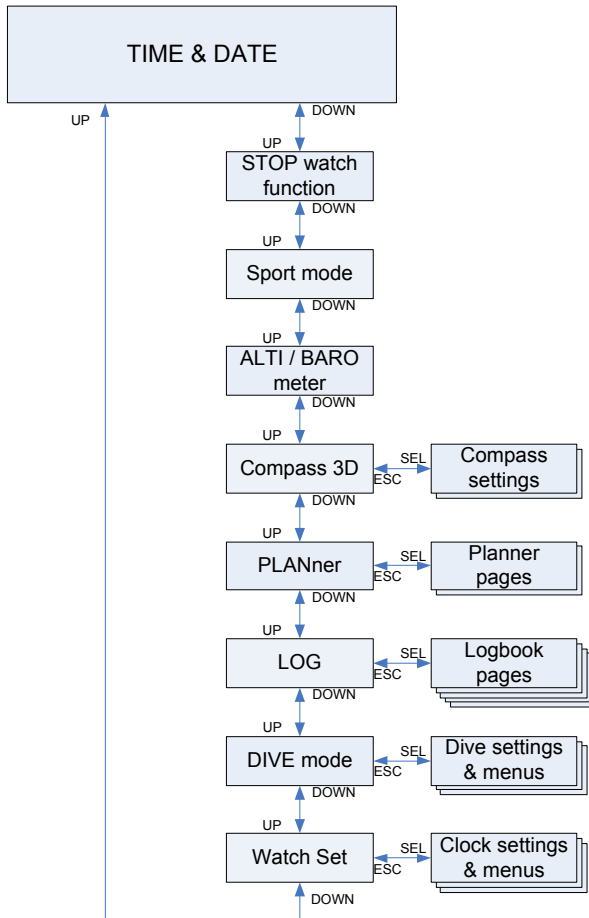 TIME & DATE
UP
DOWN
UP
STOP watch
function
DOWN
UP
Sport mode
DOWN
UP
ALTI / BARO
meter
DOWN
UP
Compass 3D
SEL
ESC
Compass
settings
DOWN
UP
PLANner
SEL
ESC
Planner
pages
DOWN
UP
LOG
SEL
ESC
Logbook
pages
DOWN
UP
DIVE mode
SEL
ESC
Dive settings
& menus
DOWN
UP
Watch Set
SEL
ESC
Clock settings
& menus
DOWN